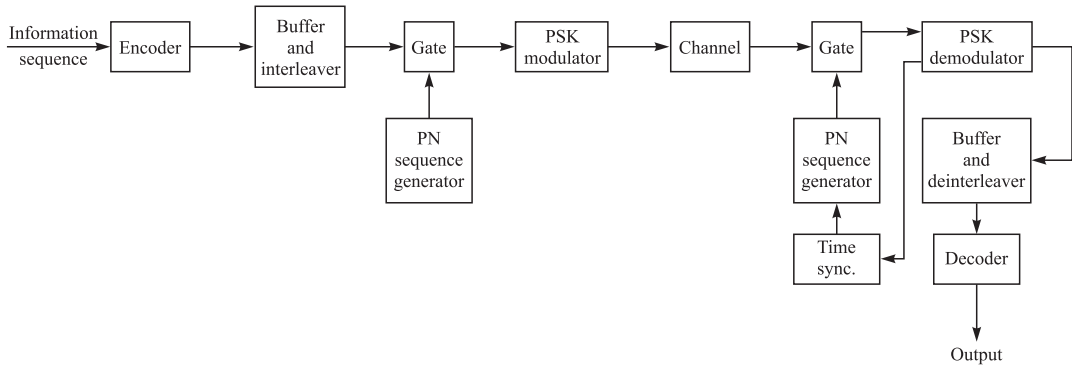 Information
sequence
Encoder
Buffer
and
interleaver
Gate
PSK
modulator
Channel
Gate
PSK
demodulator
PN
sequence
generator
PN
sequence
generator
Buffer
and
deinterleaver
Time
sync.
Decoder
Output